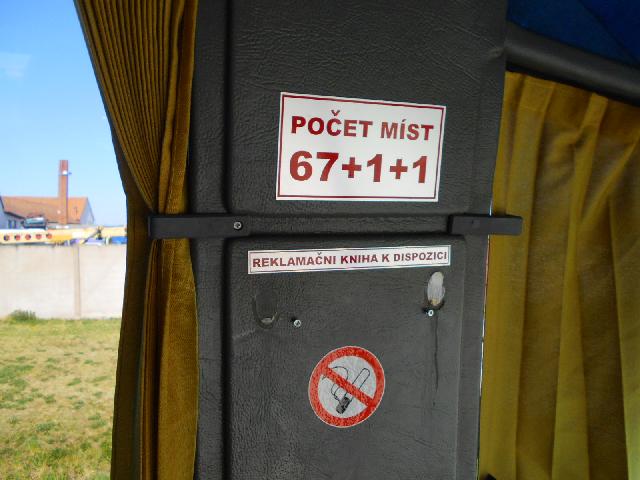 POČET MÍST
67+1+1
REKLAMAČNI KNIHA K DISPOZICI